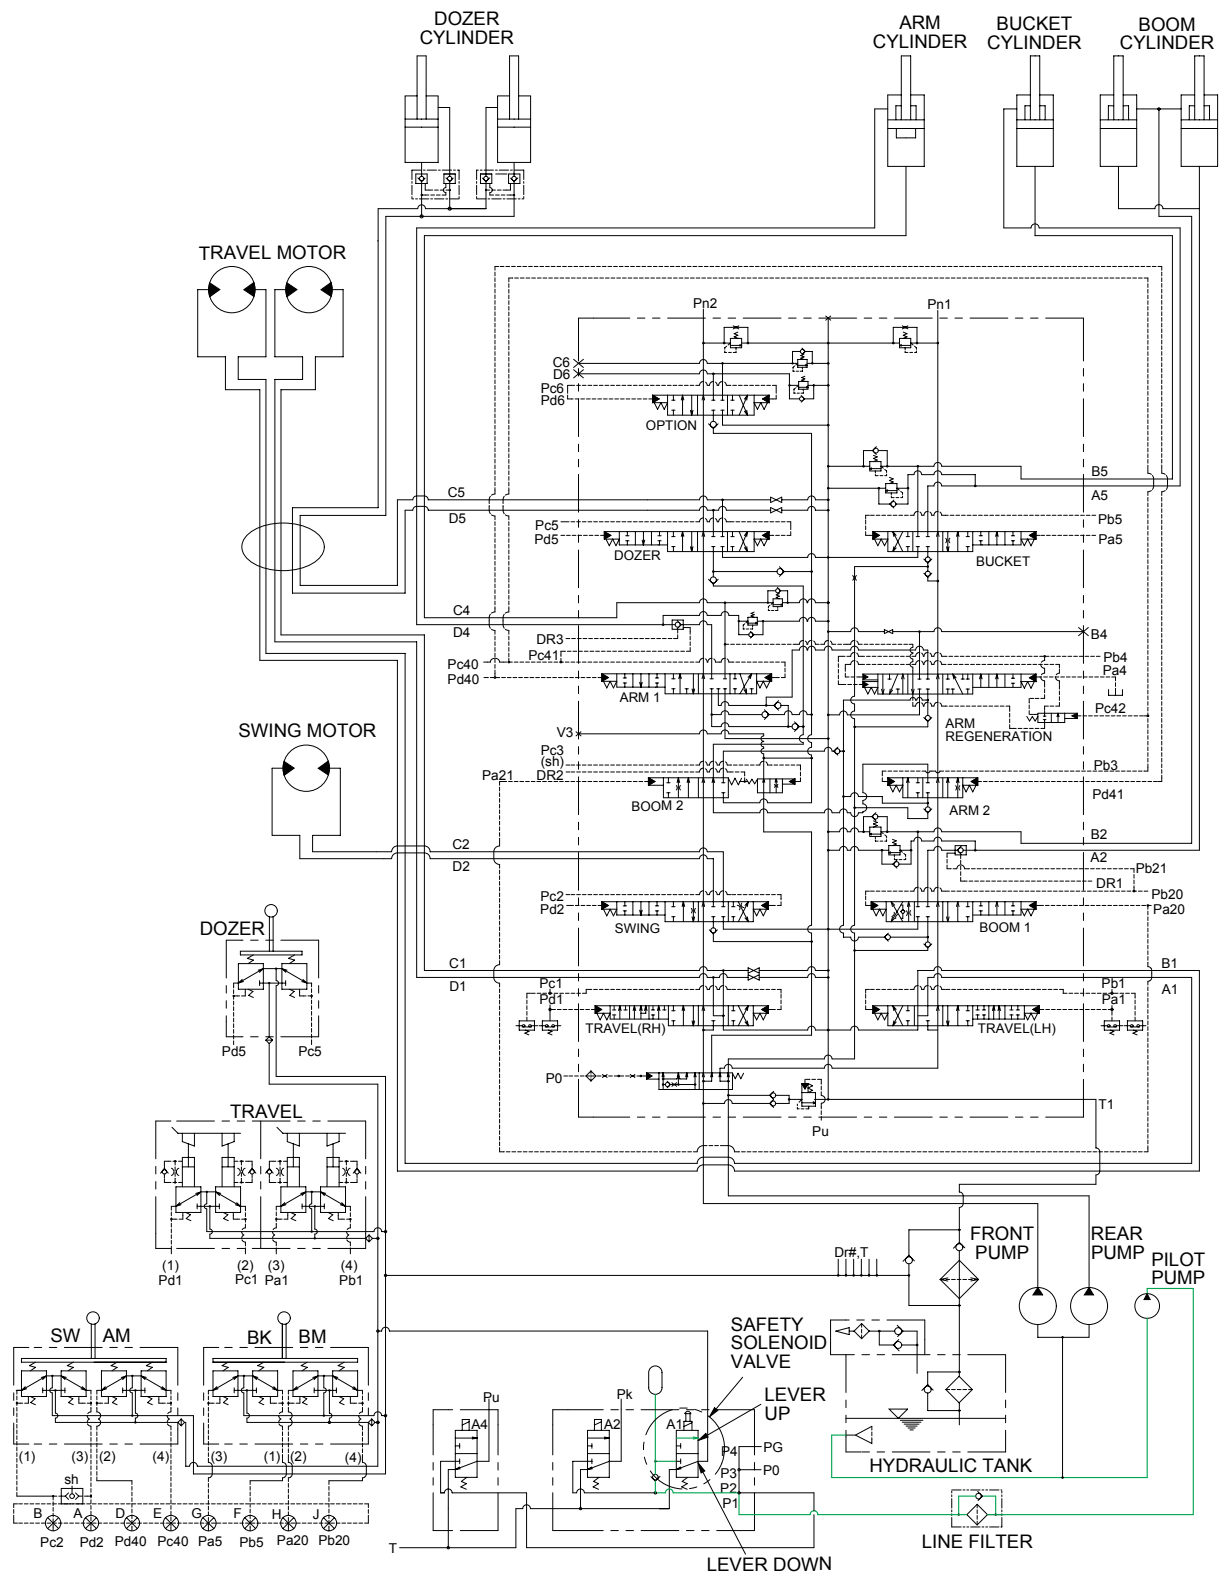 DOZER
CYLINDER
ARM
CYLINDER
BUCKET
CYLINDER
BOOM
CYLINDER
TRAVEL MOTOR
Pn2
Pn1
C6
D6
Pc6
Pd6
OPTION
B5
A5
C5
D5
Pc5
Pd5
DOZER
BUCKET
Pb5
Pa5
C4
D4
DR3
Pc41
Pc40
Pd40
ARM 1
B4
Pb4
Pa4
Pc42
ARM
REGENERATION
SWING MOTOR
V3
Pc3
(sh)
DR2
Pa21
BOOM 2
ARM 2
Pb3
Pd41
C2
D2
B2
A2
Pb21
DR1
Pc2
Pd2
SWING
BOOM 1
Pb20
Pa20
DOZER
Pd5
Pc5
C1
D1
B1
A1
Pc1
Pd1
TRAVEL(RH)
TRAVEL(LH)
Pb1
Pa1
P0
Pu
T1
TRAVEL
(1)
Pd1
(2)
Pc1
(3)
Pa1
(4)
Pb1
Dr#,T
FRONT
PUMP
REAR
PUMP
PILOT
PUMP
SW
AM
BK
BM
(1)
(3)
(2)
(4)
(3)
(1)
(2)
(4)
sh
B
A
D
E
G
F
H
J
Pc2
Pd2
Pd40
Pc40
Pa5
Pb5
Pa20
Pb20
Pu
A4
Pk
A2
A1
SAFETY
SOLENOID
VALVE
LEVER
UP
P4
PG
P3
P0
P2
P1
T
LEVER DOWN
HYDRAULIC TANK
LINE FILTER